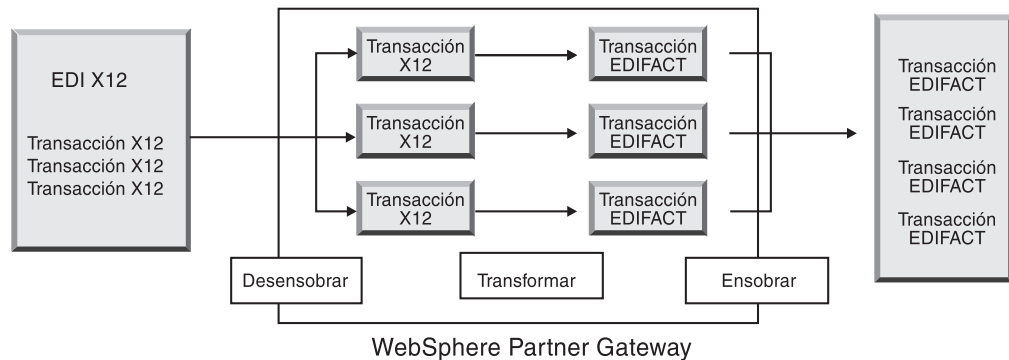 EDI X12
Transacción X12
Transacción X12
Transacción X12
Transacción
X12
Transacción
EDIFACT
Transacción
X12
Transacción
EDIFACT
Transacción
X12
Transacción
EDIFACT
Desensobrar
Transformar
Ensobrar
Transacción
EDIFACT
Transacción
EDIFACT
Transacción
EDIFACT
Transacción
EDIFACT
WebSphere Partner Gateway